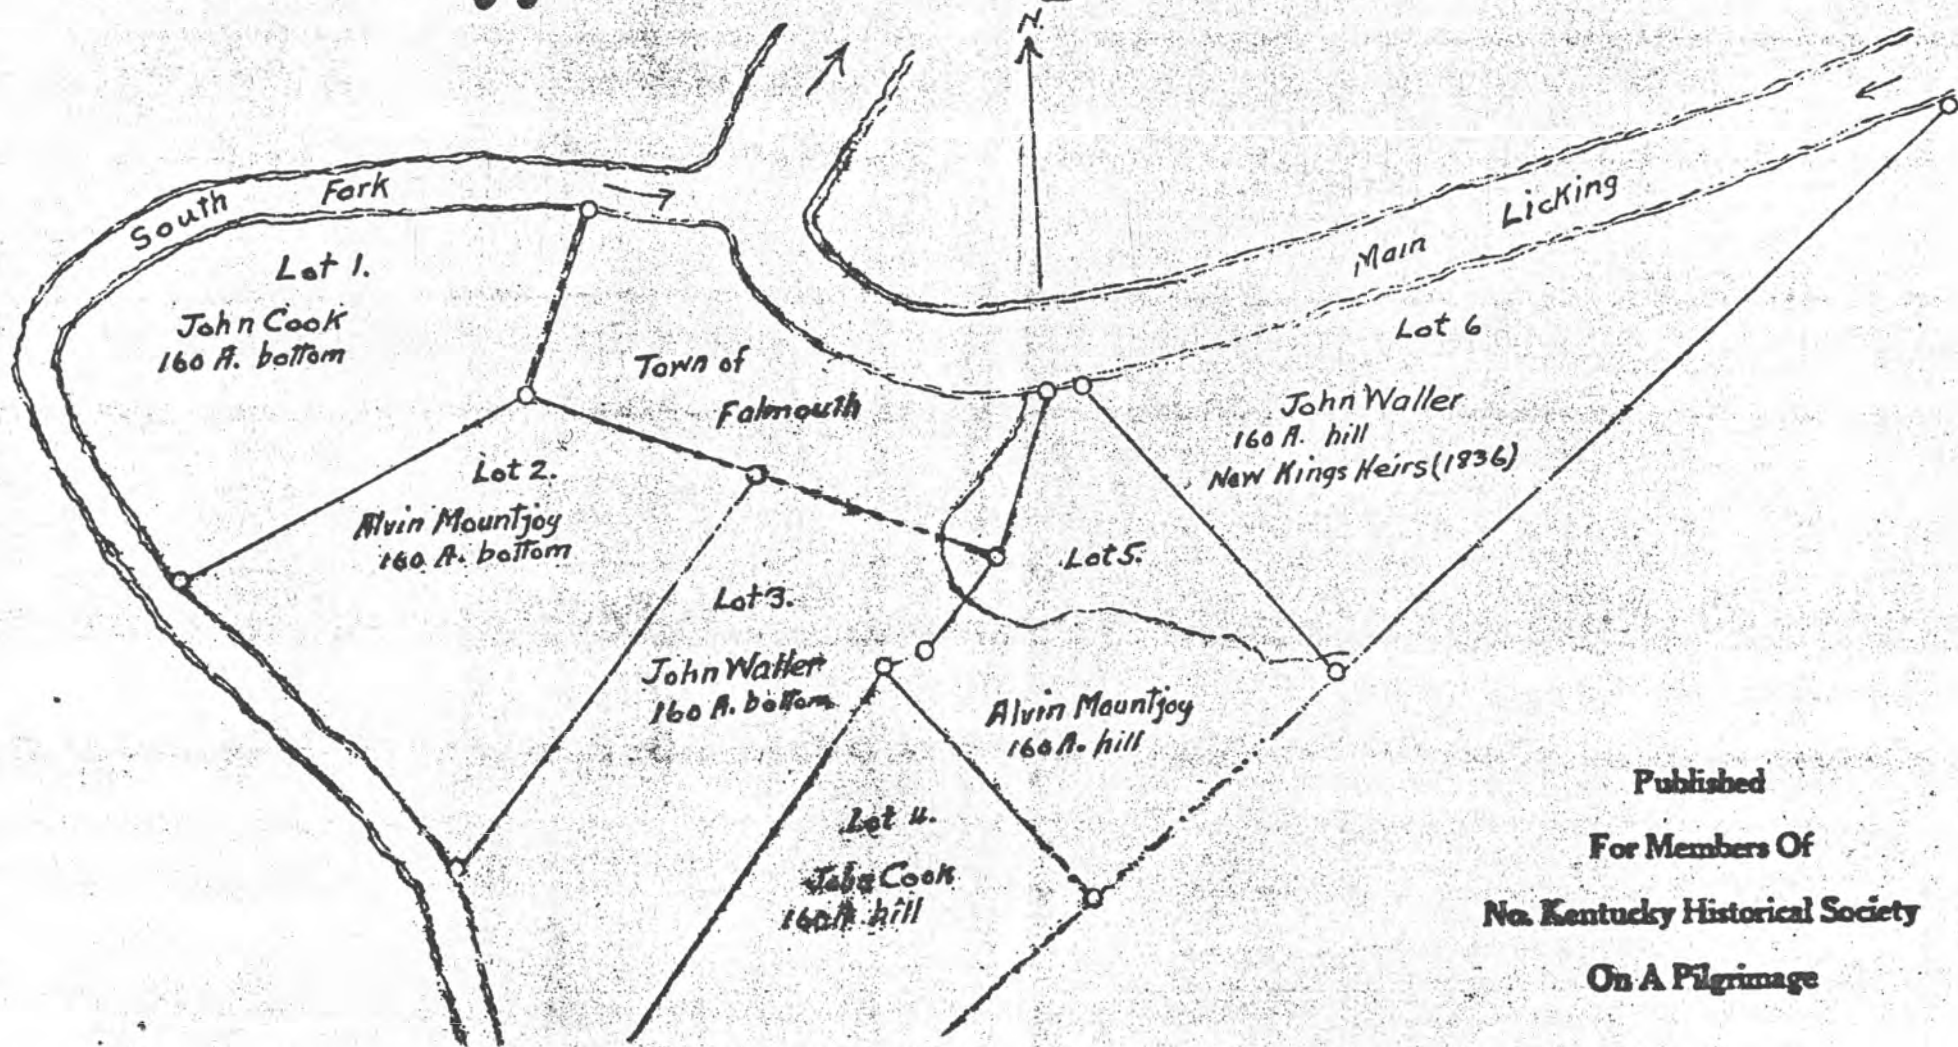 N.
South Fork
Main Licking
Lot 1.
John Cook
160 A. bottom
Town of
Falmouth
Lot 6
John Waller
160 A. hill
Now Kings Heirs (1836)
Lot 2.
Alvin Mountjoy
160 A. bottom
Lot 3.
John Waller
160 A. bottom
Lot 5.
Alvin Mountjoy
160 A. hill
Lot 4.
John Cook
160 A. hill
Published
For Members Of
No. Kentucky Historical Society
On A Pilgrimage